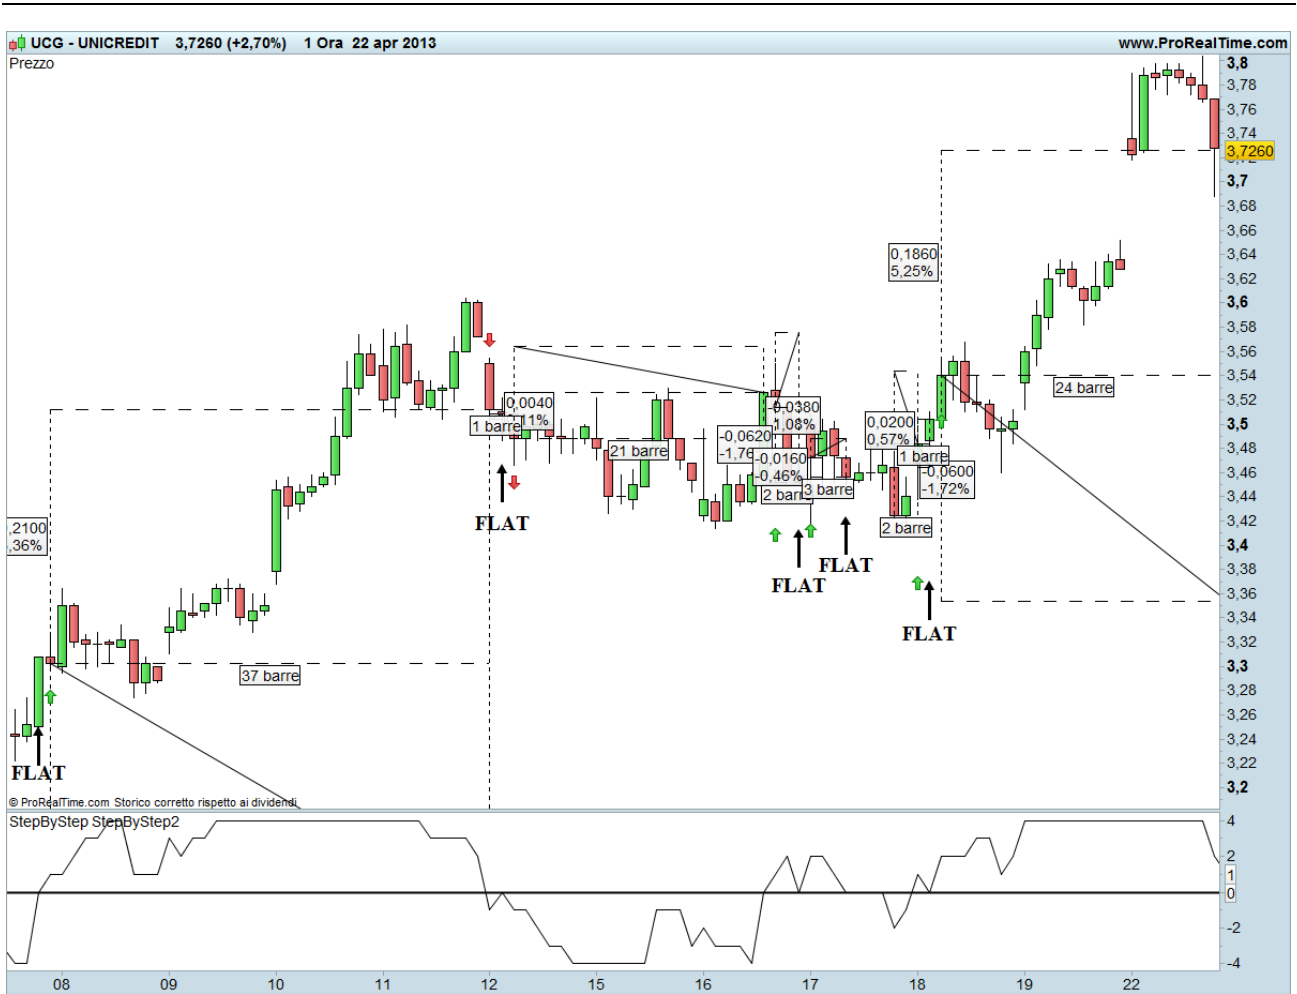 UCG - UNICREDIT 3,7260 (+2,70%) 1 Ora 22 apr 2013 www.ProRealTime.com
Prezzo
3,8
3,78
3,76
3,74
3,7260
3,7
3,68
3,66
3,64
3,62
3,6
3,58
3,56
3,54
3,52
3,5
3,48
3,46
3,44
3,42
3,4
3,38
3,36
3,34
3,32
3,3
3,28
3,26
3,24
3,22
3,2
0,1860
5,25%
24 barre
0,0040
1 barre
21 barre
-0,0380
1,08%
-0,0620
-0,0160
-0,46%
2 barre
3 barre
0,0200
0,57%
1 barre
-0,0600
-1,72%
2 barre
FLAT
FLAT
FLAT
FLAT
,2100
,36%
37 barre
FLAT
© ProRealTime.com Storico corretto rispetto ai dividendi
StepByStep StepByStep2
4
2
1
0
-2
-4
08 09 10 11 12 15 16 17 18 19 22